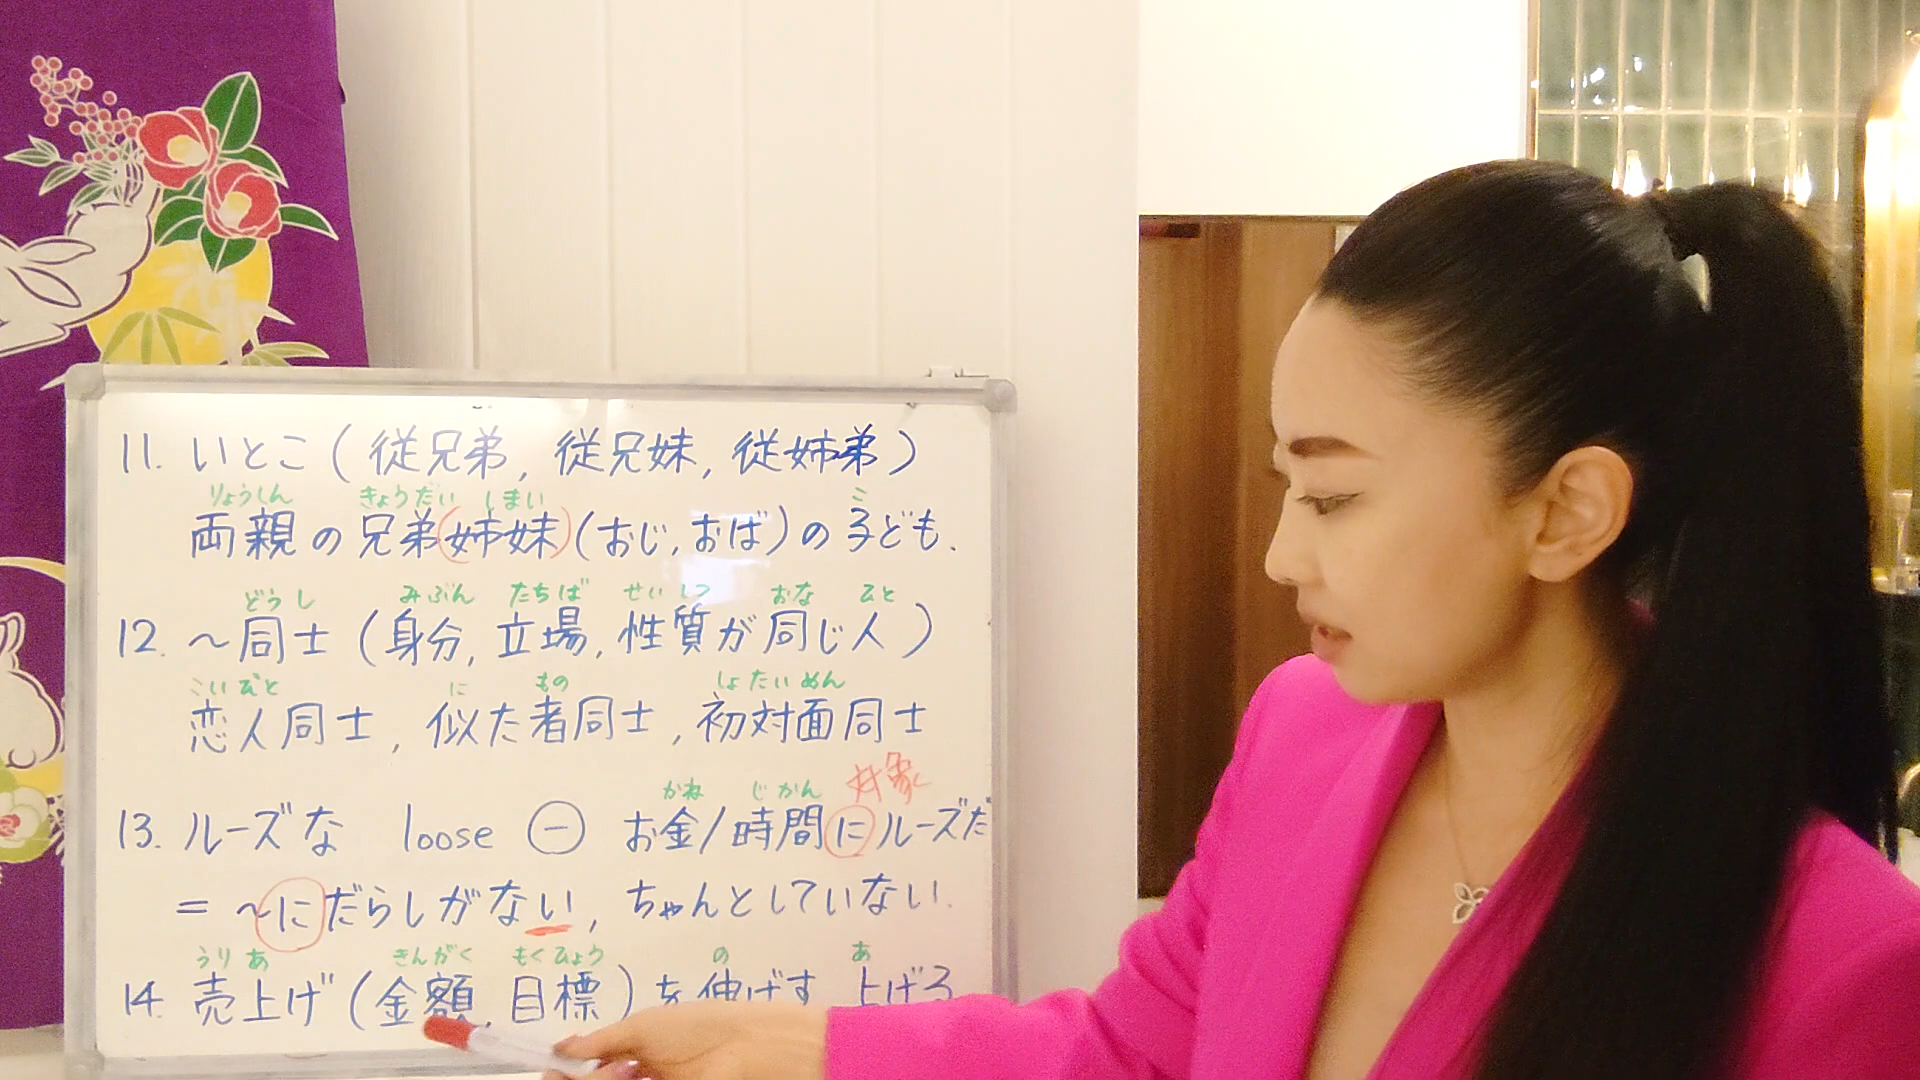 11. いとこ(従兄弟, 従兄妹, 従姉弟)
りょうしん きょうだい しまい こ
両親の兄弟(姉妹)(おじ,おば)の子ども.
どうし みぶん たちば せいしつ おな ひと
12. 〜同士(身分,立場,性質が同じ人)
こいびと に もの しょたいめん
恋人同士, 似た者同士, 初対面同士
対象
かね じかん
13. ルーズな loose ⊖ お金/時間にルーズだ
= 〜にだらしがない, ちゃんとしていない.
うりあ きんがく もくひょう の あ
14. 売上げ(金額,目標)を伸ばす 上げる